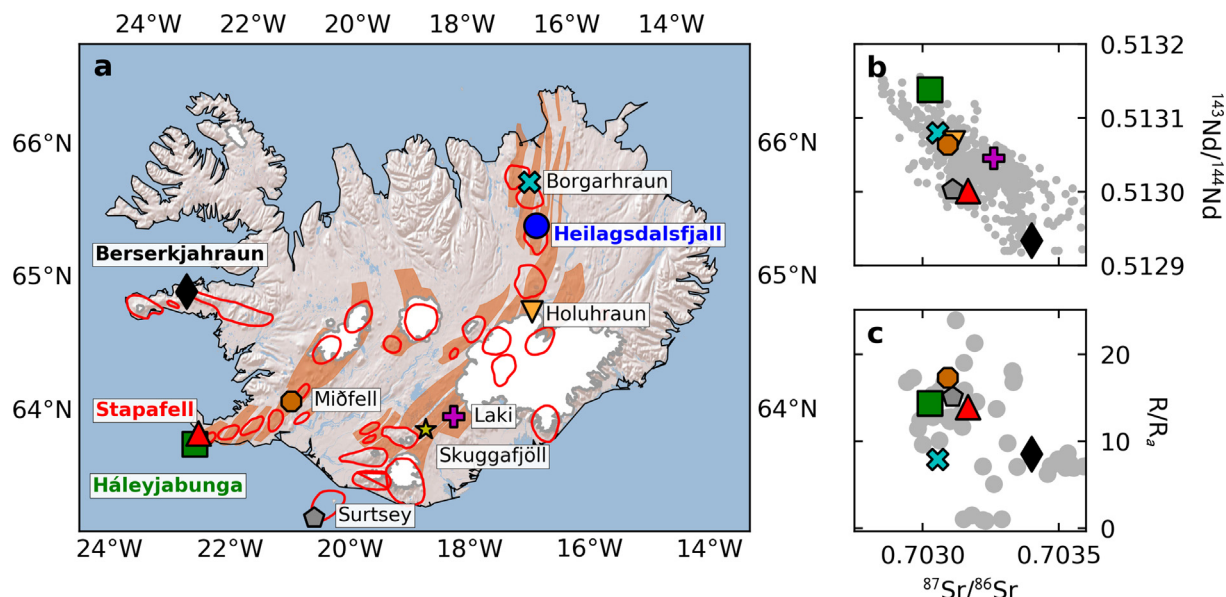 24°W 22°W 20°W 18°W 16°W 14°W
a
66°N
65°N
64°N
66°N
65°N
64°N
Borgarhraun
Heilagsdalsfjall
Berserkjahraun
Holuhraun
Miðfell
Stapafell
Laki
Skuggafjöll
Háleyjabunga
Surtsey
24°W 22°W 20°W 18°W 16°W 14°W
b
0.5132
0.5131
0.5130
0.5129
¹⁴³Nd/¹⁴⁴Nd
c
20
10
0
R/Rₐ
0.7030 0.7035
⁸⁷Sr/⁸⁶Sr